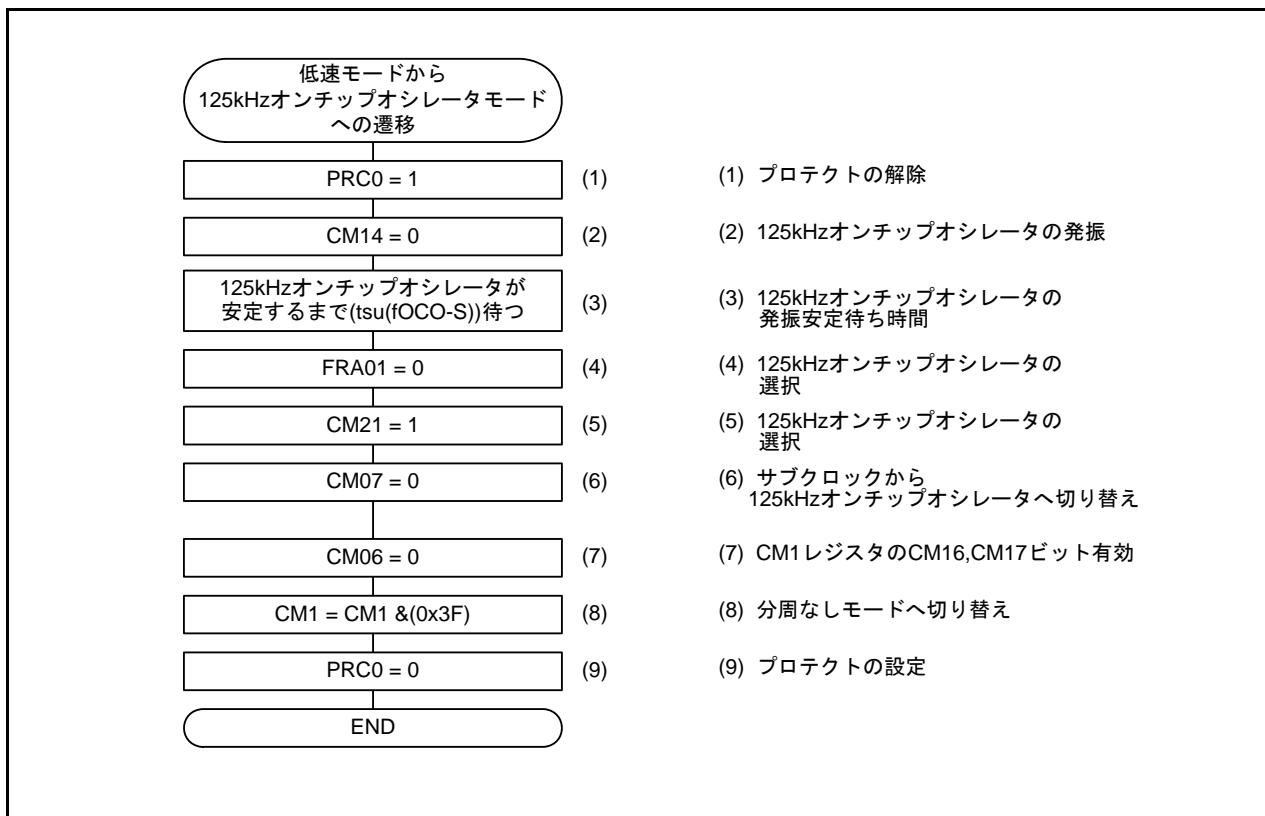 低速モードから
125kHzオンチップオシレータモード
への遷移
PRC0 = 1
(1)
(1) プロテクトの解除
CM14 = 0
(2)
(2) 125kHzオンチップオシレータの発振
125kHzオンチップオシレータが
安定するまで(tsu(fOCO-S))待つ
(3)
(3) 125kHzオンチップオシレータの
発振安定待ち時間
FRA01 = 0
(4)
(4) 125kHzオンチップオシレータの
選択
CM21 = 1
(5)
(5) 125kHzオンチップオシレータの
選択
CM07 = 0
(6)
(6) サブクロックから
125kHzオンチップオシレータへ切り替え
CM06 = 0
(7)
(7) CM1レジスタのCM16,CM17ビット有効
CM1 = CM1 &(0x3F)
(8)
(8) 分周なしモードへ切り替え
PRC0 = 0
(9)
(9) プロテクトの設定
END